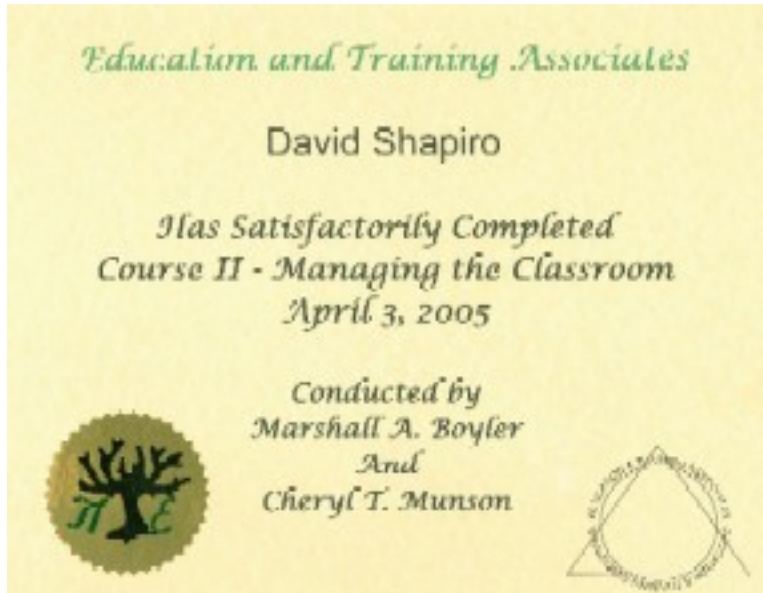 Education and Training Associates
David Shapiro
Has Satisfactorily Completed
Course II - Managing the Classroom
April 3, 2005
Conducted by
Marshall A. Boyler
And
Cheryl T. Munson